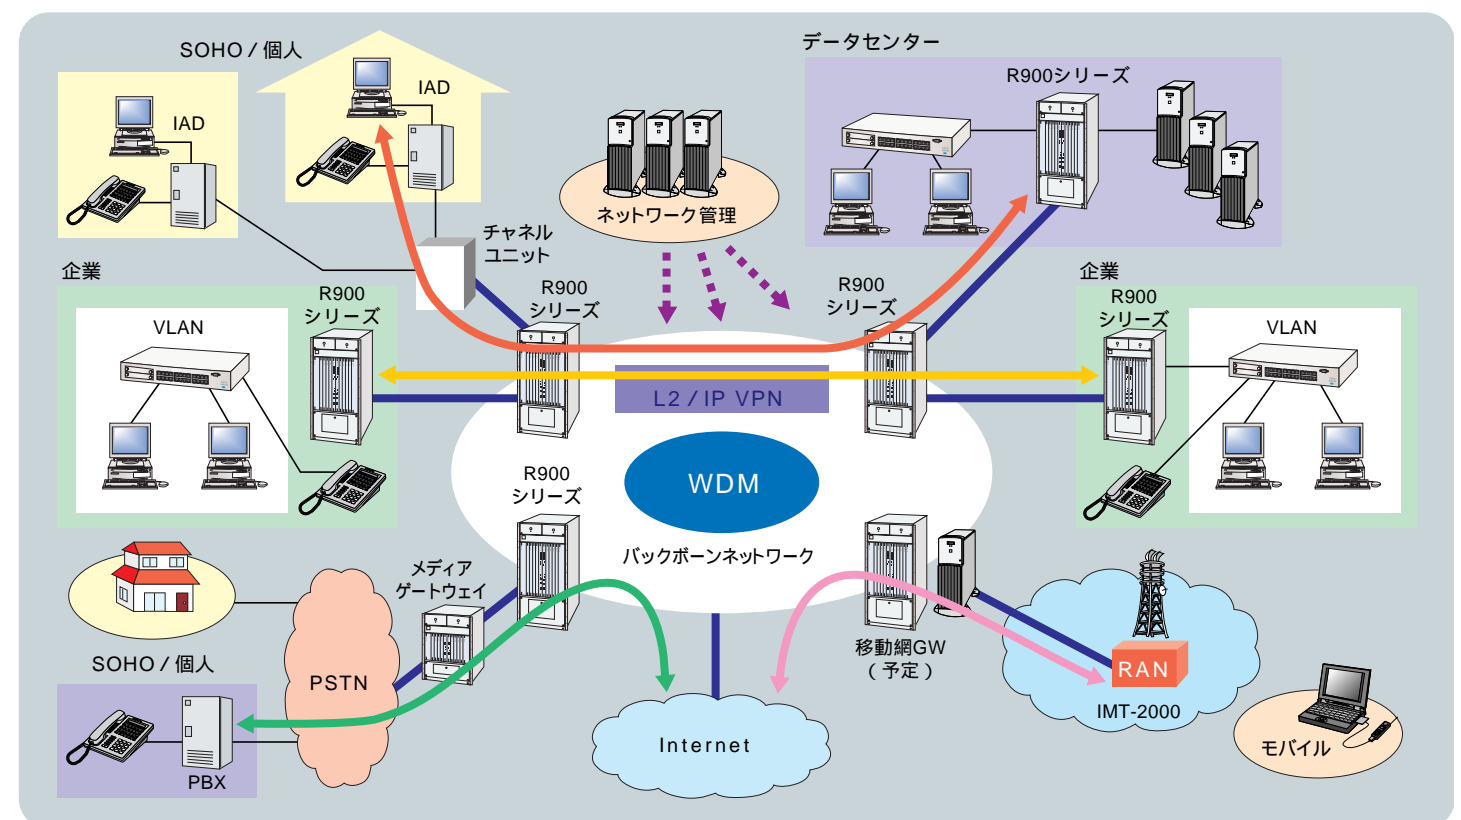 SOHO / 個人
IAD
IAD
チャネル
ユニット
ネットワーク管理
データセンター
R900シリーズ
企業
R900
シリーズ
VLAN
R900
シリーズ
R900
シリーズ
企業
R900
シリーズ
VLAN
L2 / IP VPN
WDM
バックボーンネットワーク
R900
シリーズ
メディア
ゲートウェイ
SOHO / 個人
PSTN
PBX
Internet
移動網GW
(予定)
RAN
IMT-2000
モバイル